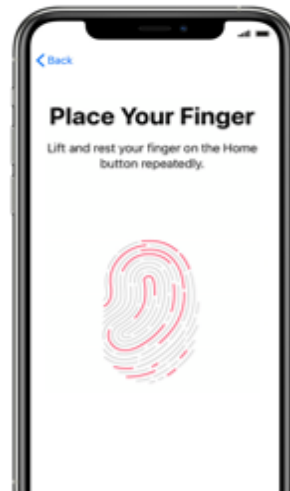 Back
Place Your Finger
Lift and rest your finger on the Home
button repeatedly.